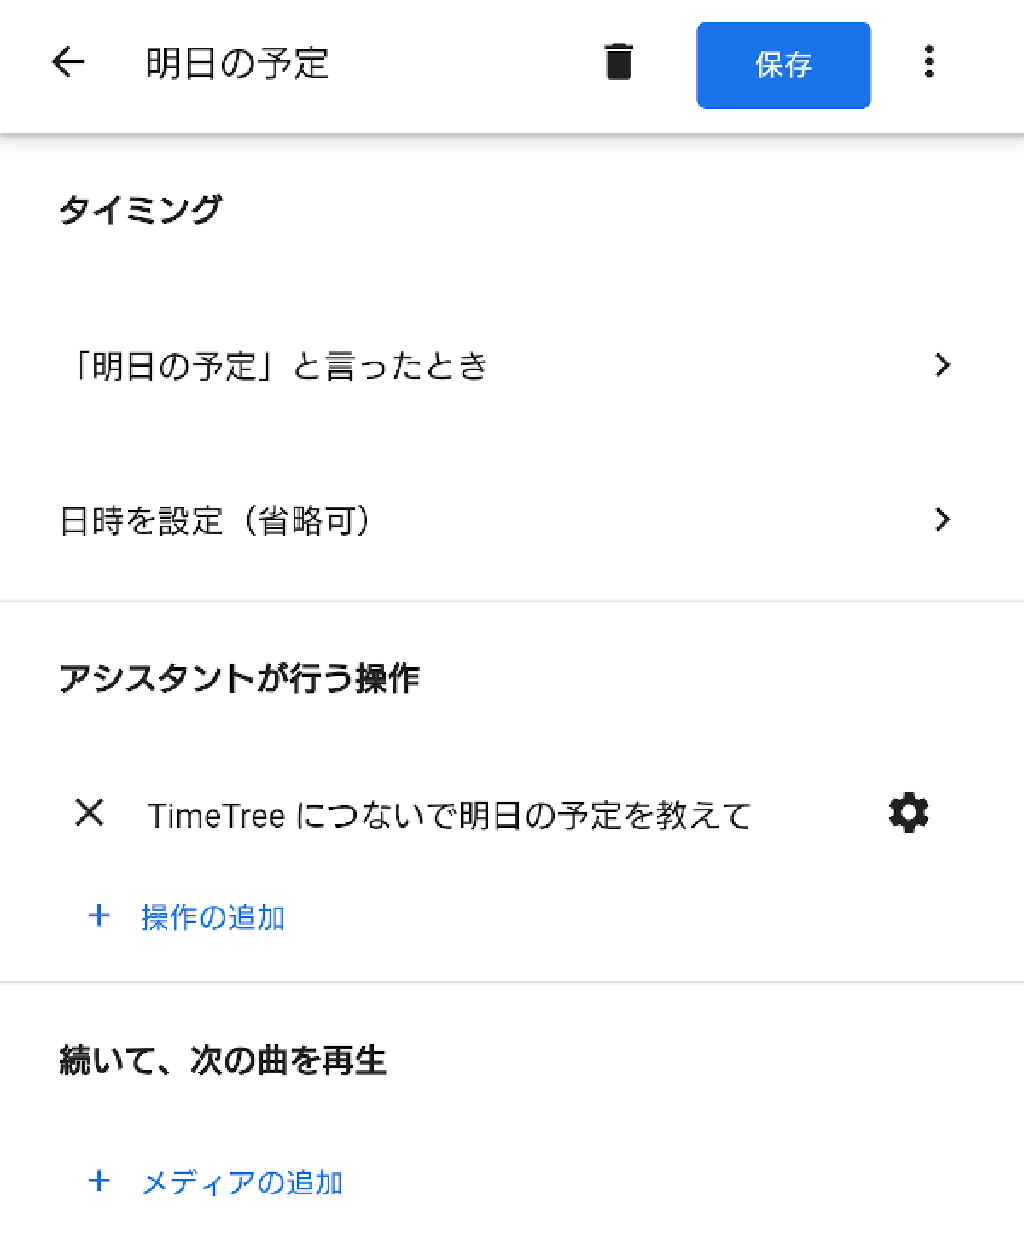 明日の予定
保存
タイミング
「明日の予定」と言ったとき
日時を設定（省略可）
アシスタントが行う操作
TimeTree につないで明日の予定を教えて
操作の追加
続いて、次の曲を再生
メディアの追加